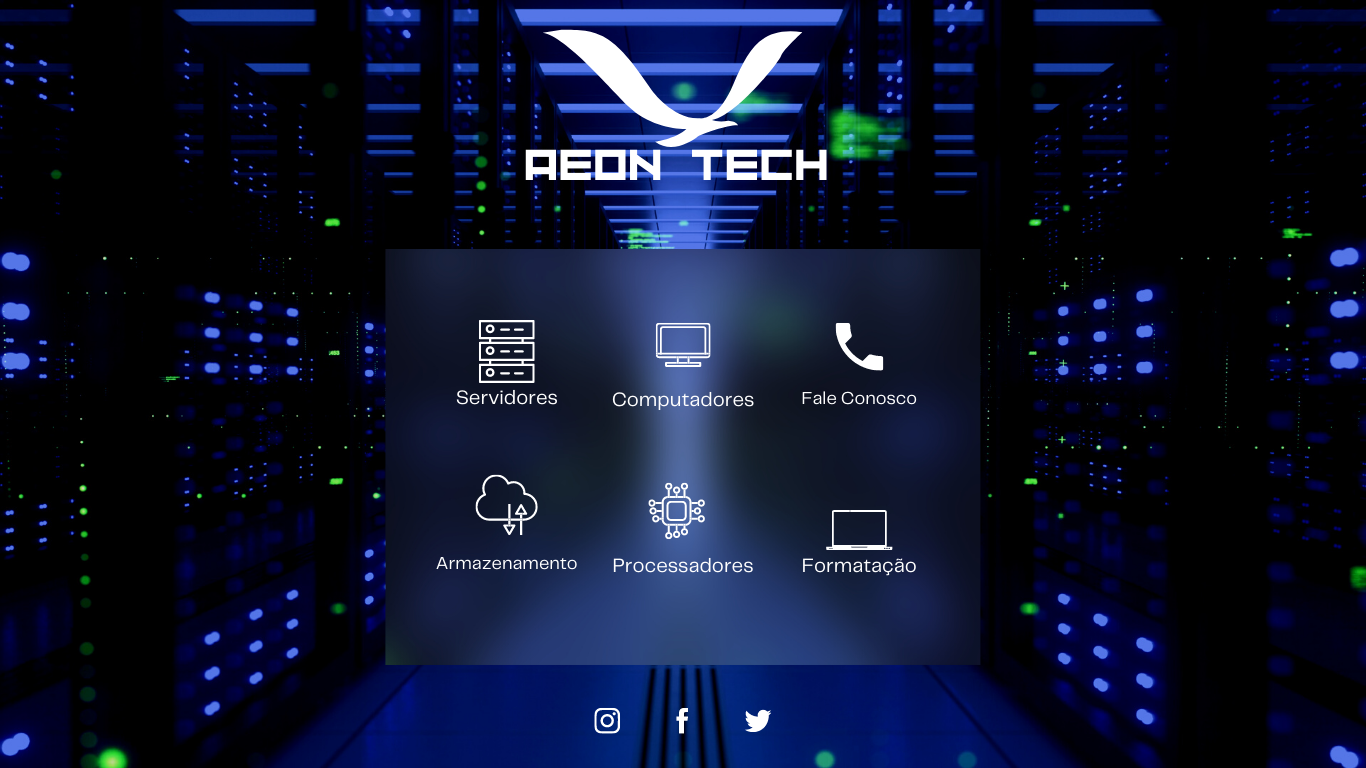 AEON TECH
Servidores
Computadores
Fale Conosco
Armazenamento
Processadores
Formatação